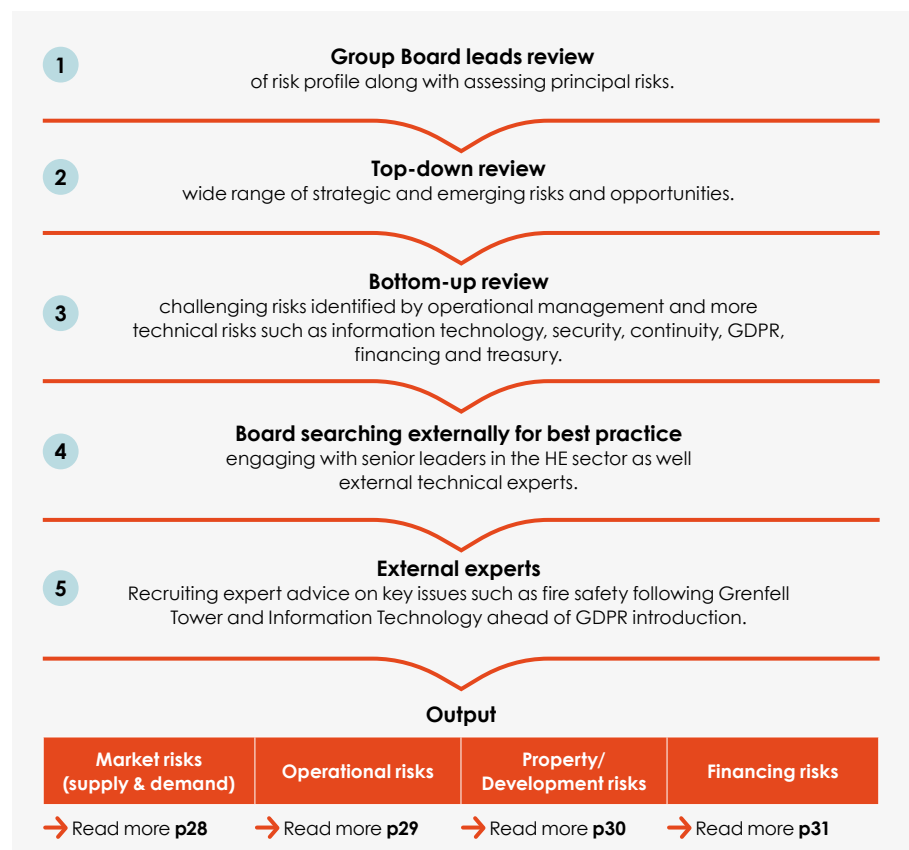 1
Group Board leads review
of risk profile along with assessing principal risks.
2
Top-down review
wide range of strategic and emerging risks and opportunities.
3
Bottom-up review
challenging risks identified by operational management and more
technical risks such as information technology, security, continuity, GDPR,
financing and treasury.
4
Board searching externally for best practice
engaging with senior leaders in the HE sector as well
external technical experts.
5
External experts
Recruiting expert advice on key issues such as fire safety following Grenfell
Tower and Information Technology ahead of GDPR introduction.
Output
Market risks
(supply & demand)
Operational risks
Property/
Development risks
Financing risks
Read more p28
Read more p29
Read more p30
Read more p31